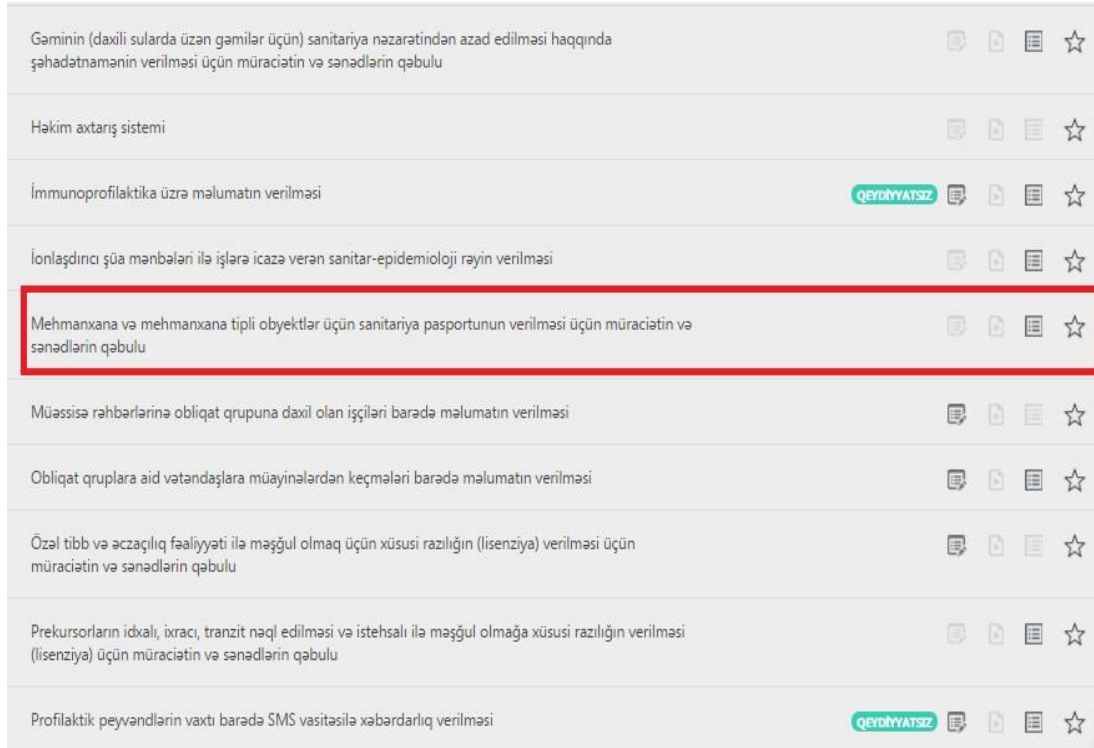 Gəminin (daxili sularda üzən gəmilər üçün) sanitariya nəzarətindən azad edilməsi haqqında
şəhadətnamənin verilməsi üçün müraciətin və sənədlərin qəbulu
Həkim axtarış sistemi
İmmunoprofilaktika üzrə məlumatın verilməsi
QEYDİYYATSIZ
İonlaşdırıcı şüa mənbələri ilə işlərə icazə verən sanitar-epidemioloji rəyin verilməsi
Mehmanxana və mehmanxana tipli obyektlər üçün sanitariya pasportunun verilməsi üçün müraciətin və
sənədlərin qəbulu
Müəssisə rəhbərlərinə obliqat qrupuna daxil olan işçiləri barədə məlumatın verilməsi
Obliqat qruplara aid vətəndaşlara müayinələrdən keçmələri barədə məlumatın verilməsi
Özəl tibb və əczaçılıq fəaliyyəti ilə məşğul olmaq üçün xüsusi razılığın (lisenziya) verilməsi üçün
müraciətin və sənədlərin qəbulu
Prekursorların idxalı, ixracı, tranzit nəql edilməsi və istehsalı ilə məşğul olmağa xüsusi razılığın verilməsi
(lisenziya) üçün müraciətin və sənədlərin qəbulu
Profilaktik peyvəndlərin vaxtı barədə SMS vasitəsilə xəbərdarlıq verilməsi
QEYDİYYATSIZ